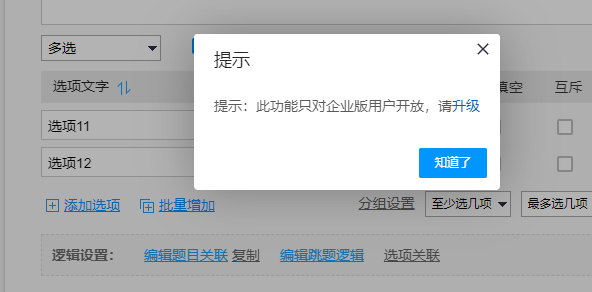 多选
提示
选项文字
填空 互斥
提示：此功能只对企业版用户开放，请升级
选项11
选项12
知道了
添加选项 批量增加 分组设置 至少选几项 最多选几项
逻辑设置： 编辑题目关联 复制 编辑跳题逻辑 选项关联